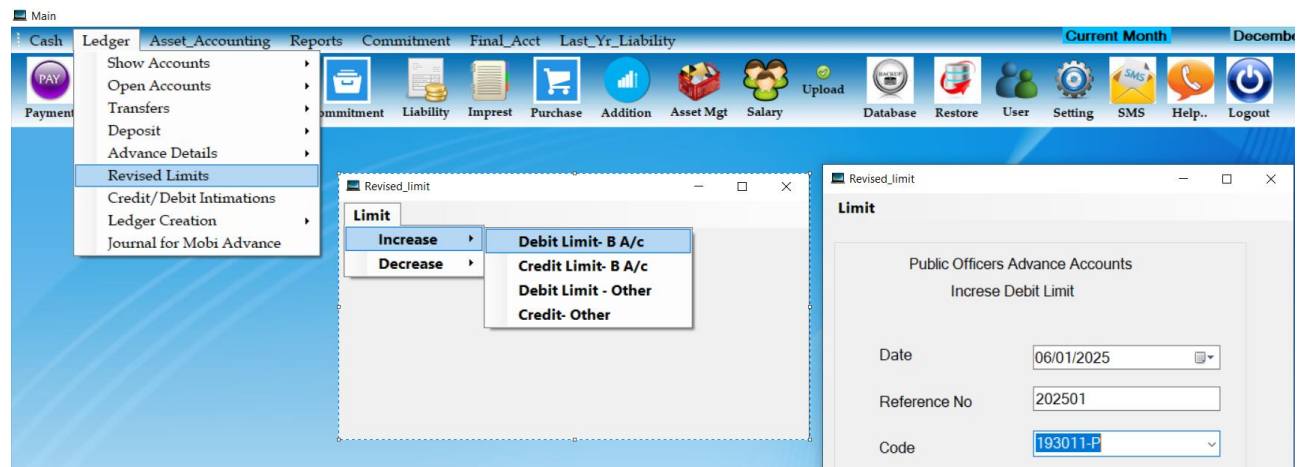 Main
Cash Ledger Asset_Accounting Reports Commitment Final_Acct Last_Yr_Liability Current Month
Show Accounts
Open Accounts
Transfers
Deposit
Advance Details
Revised Limits
Credit/Debit Intimations
Ledger Creation
Journal for Mobi Advance
PAY
BACKUP
SMS
Payment Liability Imprest Purchase Addition Asset Mgt Salary Upload Database Restore User Setting SMS Help.. Logout
Revised_limit
Limit
Increase
Decrease
Debit Limit- B A/c
Credit Limit- B A/c
Debit Limit - Other
Credit- Other
Revised_limit
Limit
Public Officers Advance Accounts
Increse Debit Limit
Date 06/01/2025
Reference No 202501
Code 193011-P